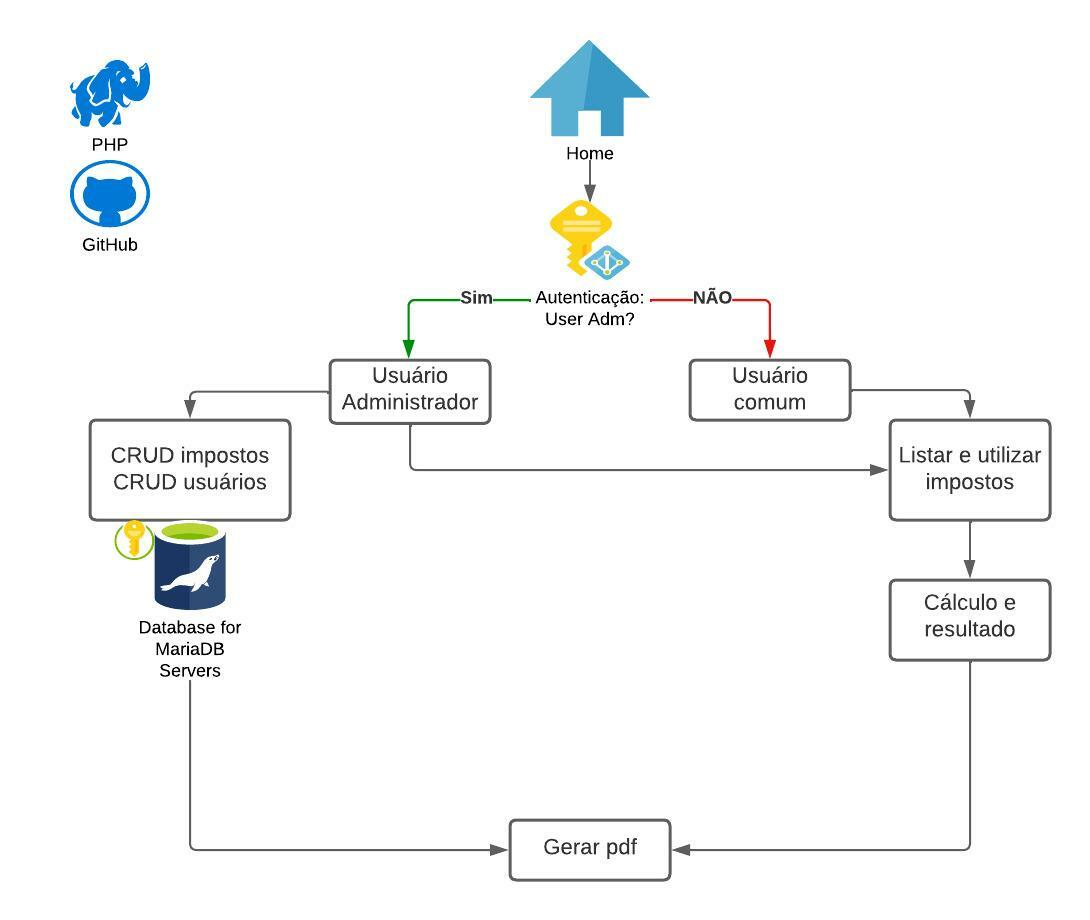 PHP
GitHub
Home
Autenticação:
User Adm?
Sim
NÃO
Usuário
Administrador
Usuário
comum
CRUD impostos
CRUD usuários
Listar e utilizar
impostos
Database for
MariaDB
Servers
Cálculo e
resultado
Gerar pdf